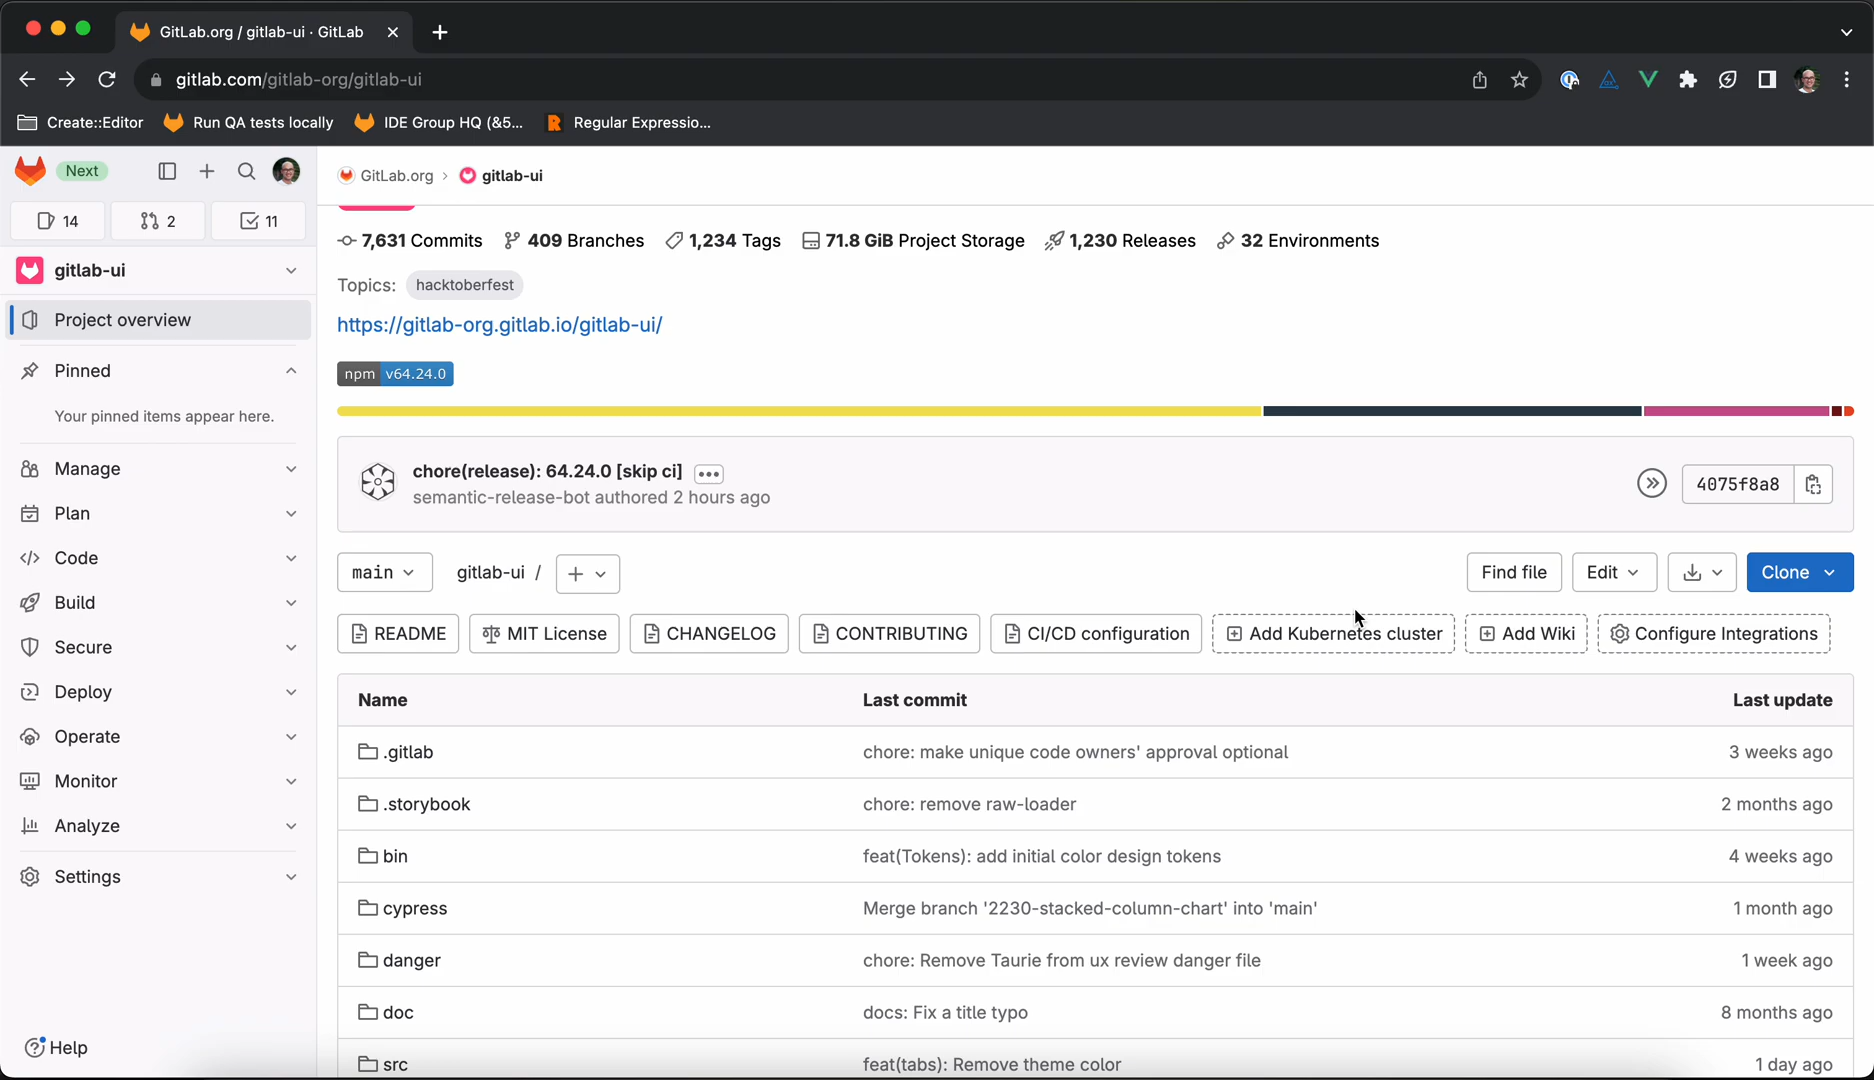 GitLab.org / gitlab-ui · GitLab
gitlab.com/gitlab-org/gitlab-ui
Create::Editor
Run QA tests locally
IDE Group HQ (&5...
Regular Expressio...
Next
14
2
11
gitlab-ui
Project overview
Pinned
Your pinned items appear here.
Manage
Plan
Code
Build
Secure
Deploy
Operate
Monitor
Analyze
Settings
Help
GitLab.org › gitlab-ui
7,631 Commits 409 Branches 1,234 Tags 71.8 GiB Project Storage 1,230 Releases 32 Environments
Topics: hacktoberfest
https://gitlab-org.gitlab.io/gitlab-ui/
npm v64.24.0
chore(release): 64.24.0 [skip ci]
semantic-release-bot authored 2 hours ago
4075f8a8
main gitlab-ui / Find file Edit Clone
README MIT License CHANGELOG CONTRIBUTING CI/CD configuration Add Kubernetes cluster Add Wiki Configure Integrations
Name Last commit Last update
.gitlab chore: make unique code owners' approval optional 3 weeks ago
.storybook chore: remove raw-loader 2 months ago
bin feat(Tokens): add initial color design tokens 4 weeks ago
cypress Merge branch '2230-stacked-column-chart' into 'main' 1 month ago
danger chore: Remove Taurie from ux review danger file 1 week ago
doc docs: Fix a title typo 8 months ago
src feat(tabs): Remove theme color 1 day ago